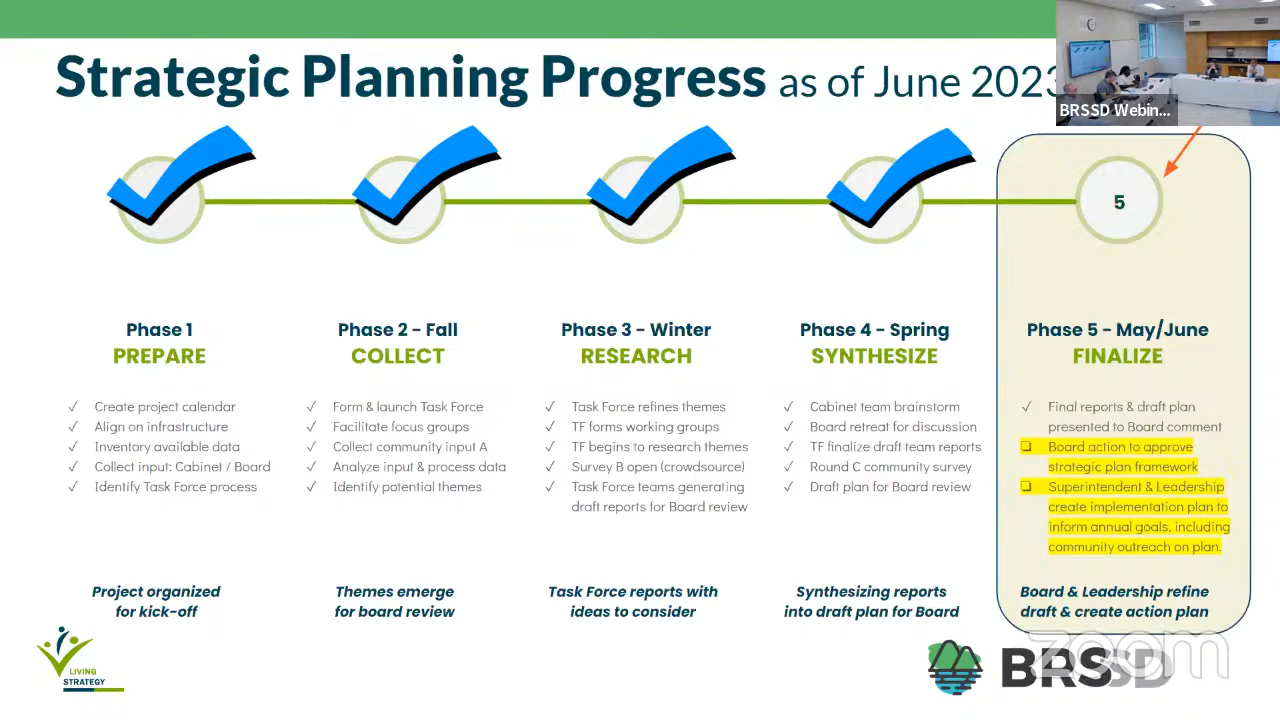 Strategic Planning Progress as of June 2023
BRSSD Webin...
5
Phase 1
PREPARE
✓ Create project calendar
✓ Align on infrastructure
✓ Inventory available data
✓ Collect input: Cabinet / Board
✓ Identify Task Force process
Project organized
for kick-off
Phase 2 - Fall
COLLECT
✓ Form & launch Task Force
✓ Facilitate focus groups
✓ Collect community input A
✓ Analyze input & process data
✓ Identify potential themes
Themes emerge
for board review
Phase 3 - Winter
RESEARCH
✓ Task Force refines themes
✓ TF forms working groups
✓ TF begins to research themes
✓ Survey B open (crowdsource)
✓ Task Force teams generating
draft reports for Board review
Task Force reports with
ideas to consider
Phase 4 - Spring
SYNTHESIZE
✓ Cabinet team brainstorm
✓ Board retreat for discussion
✓ TF finalize draft team reports
✓ Round C community survey
✓ Draft plan for Board review
Synthesizing reports
into draft plan for Board
Phase 5 - May/June
FINALIZE
✓ Final reports & draft plan
presented to Board comment
❏ Board action to approve
strategic plan framework
❏ Superintendent & Leadership
create implementation plan to
inform annual goals, including
community outreach on plan.
Board & Leadership refine
draft & create action plan
LIVING
STRATEGY
BRSSD
zoom